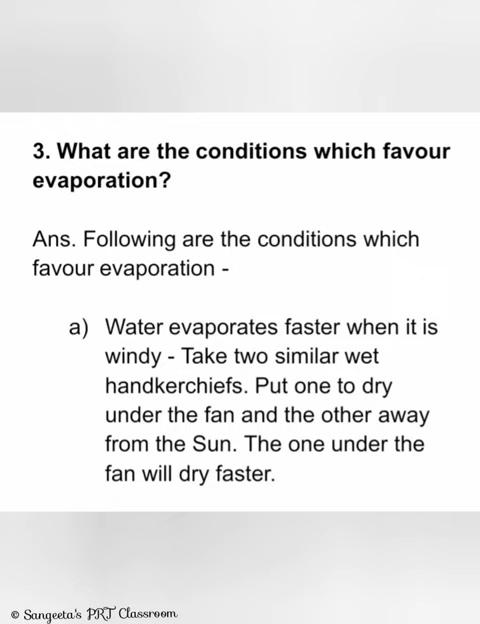 3. What are the conditions which favour
evaporation?
Ans. Following are the conditions which
favour evaporation -
a) Water evaporates faster when it is
windy - Take two similar wet
handkerchiefs. Put one to dry
under the fan and the other away
from the Sun. The one under the
fan will dry faster.
© Sangeeta's PRT Classroom